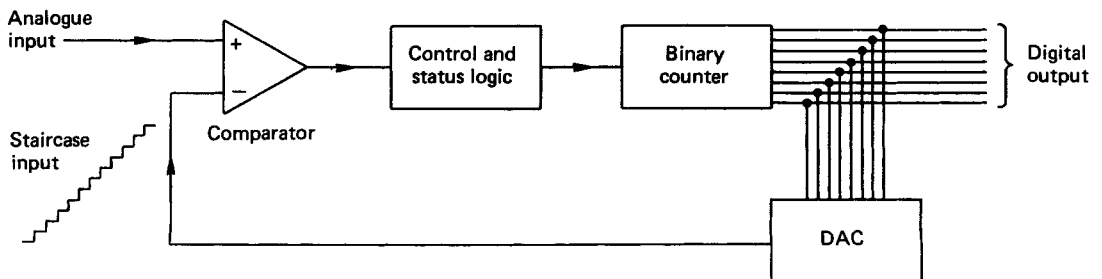 Analogue
input
+
−
Comparator
Staircase
input
Control and
status logic
Binary
counter
Digital
output
DAC